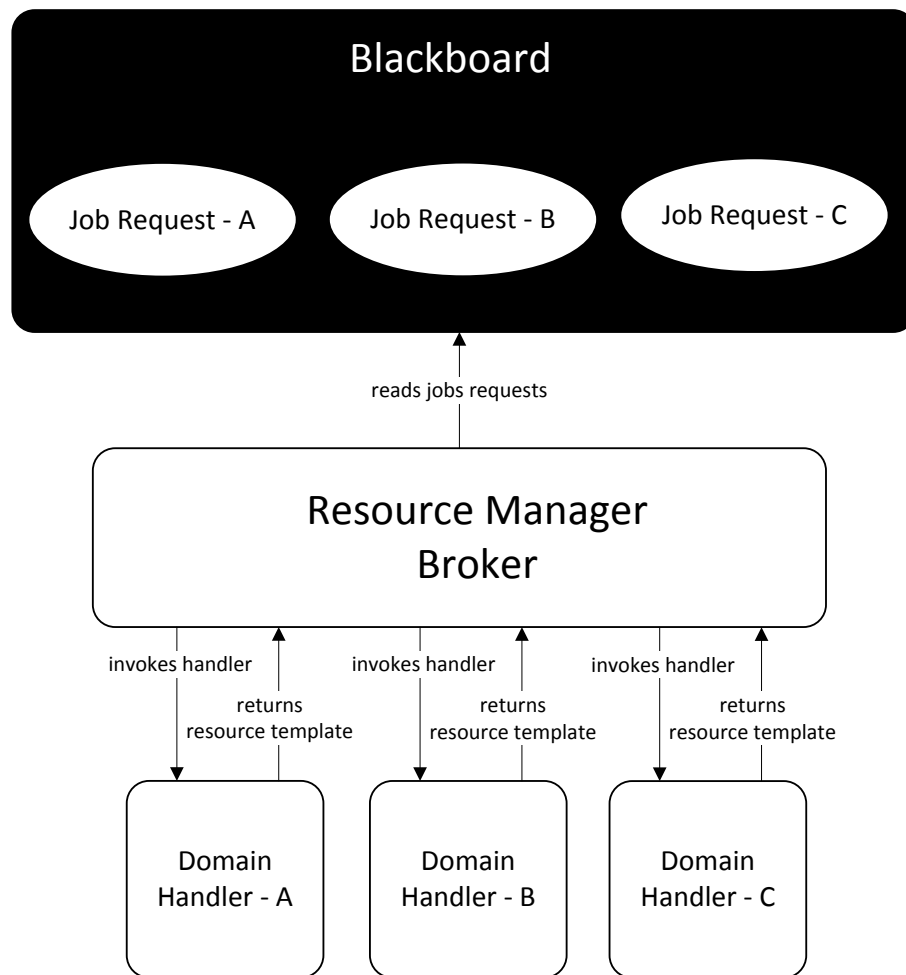 Blackboard
Job Request - A
Job Request - B
Job Request - C
reads jobs requests
Resource Manager
Broker
invokes handler
returns
resource template
invokes handler
returns
resource template
invokes handler
returns
resource template
Domain
Handler - A
Domain
Handler - B
Domain
Handler - C